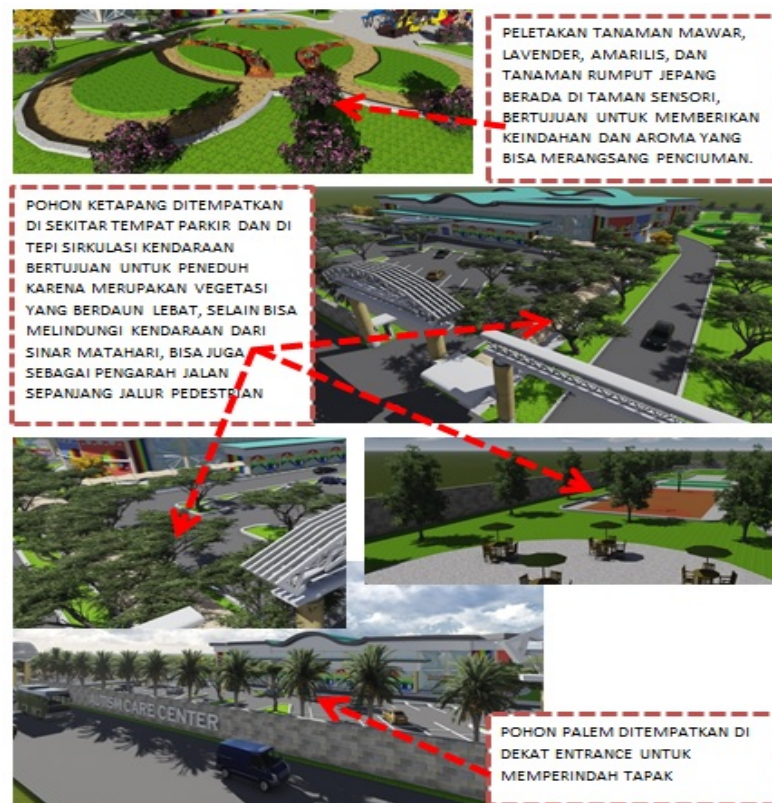 PELETAKAN TANAMAN MAWAR,
LAVENDER, AMARILIS, DAN
TANAMAN RUMPUT JEPANG
BERADA DI TAMAN SENSORI,
BERTUJUAN UNTUK MEMBERIKAN
KEINDAHAN DAN AROMA YANG
BISA MERANGSANG PENCIUMAN.
POHON KETAPANG DITEMPATKAN
DI SEKITAR TEMPAT PARKIR DAN DI
TEPI SIRKULASI KENDARAAN
BERTUJUAN UNTUK PENEDUH
KARENA MERUPAKAN VEGETASI
YANG BERDAUN LEBAT, SELAIN BISA
MELINDUNGI KENDARAAN DARI
SINAR MATAHARI, BISA JUGA
SEBAGAI PENGARAH JALAN
SEPANJANG JALUR PEDESTRIAN
AUTISM CARE CENTER
POHON PALEM DITEMPATKAN DI
DEKAT ENTRANCE UNTUK
MEMPERINDAH TAPAK